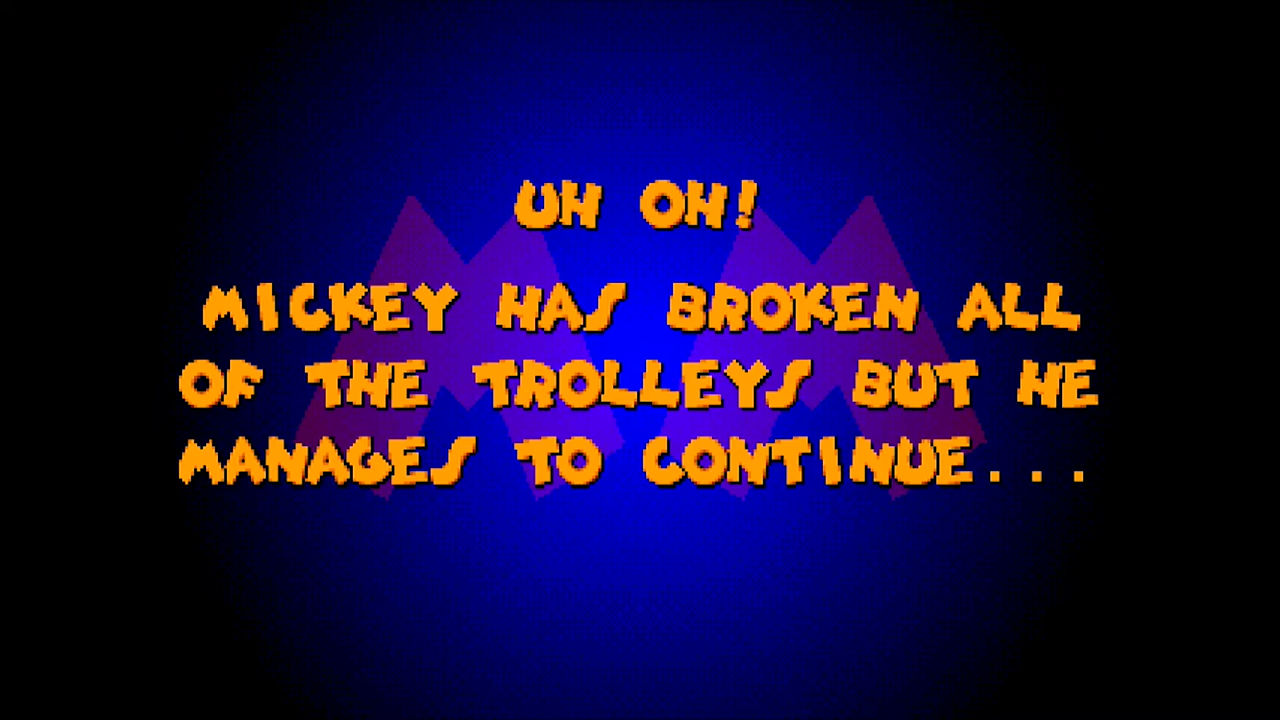 UH OH!
MICKEY HAS BROKEN ALL
OF THE TROLLEYS BUT HE
MANAGES TO CONTINUE...